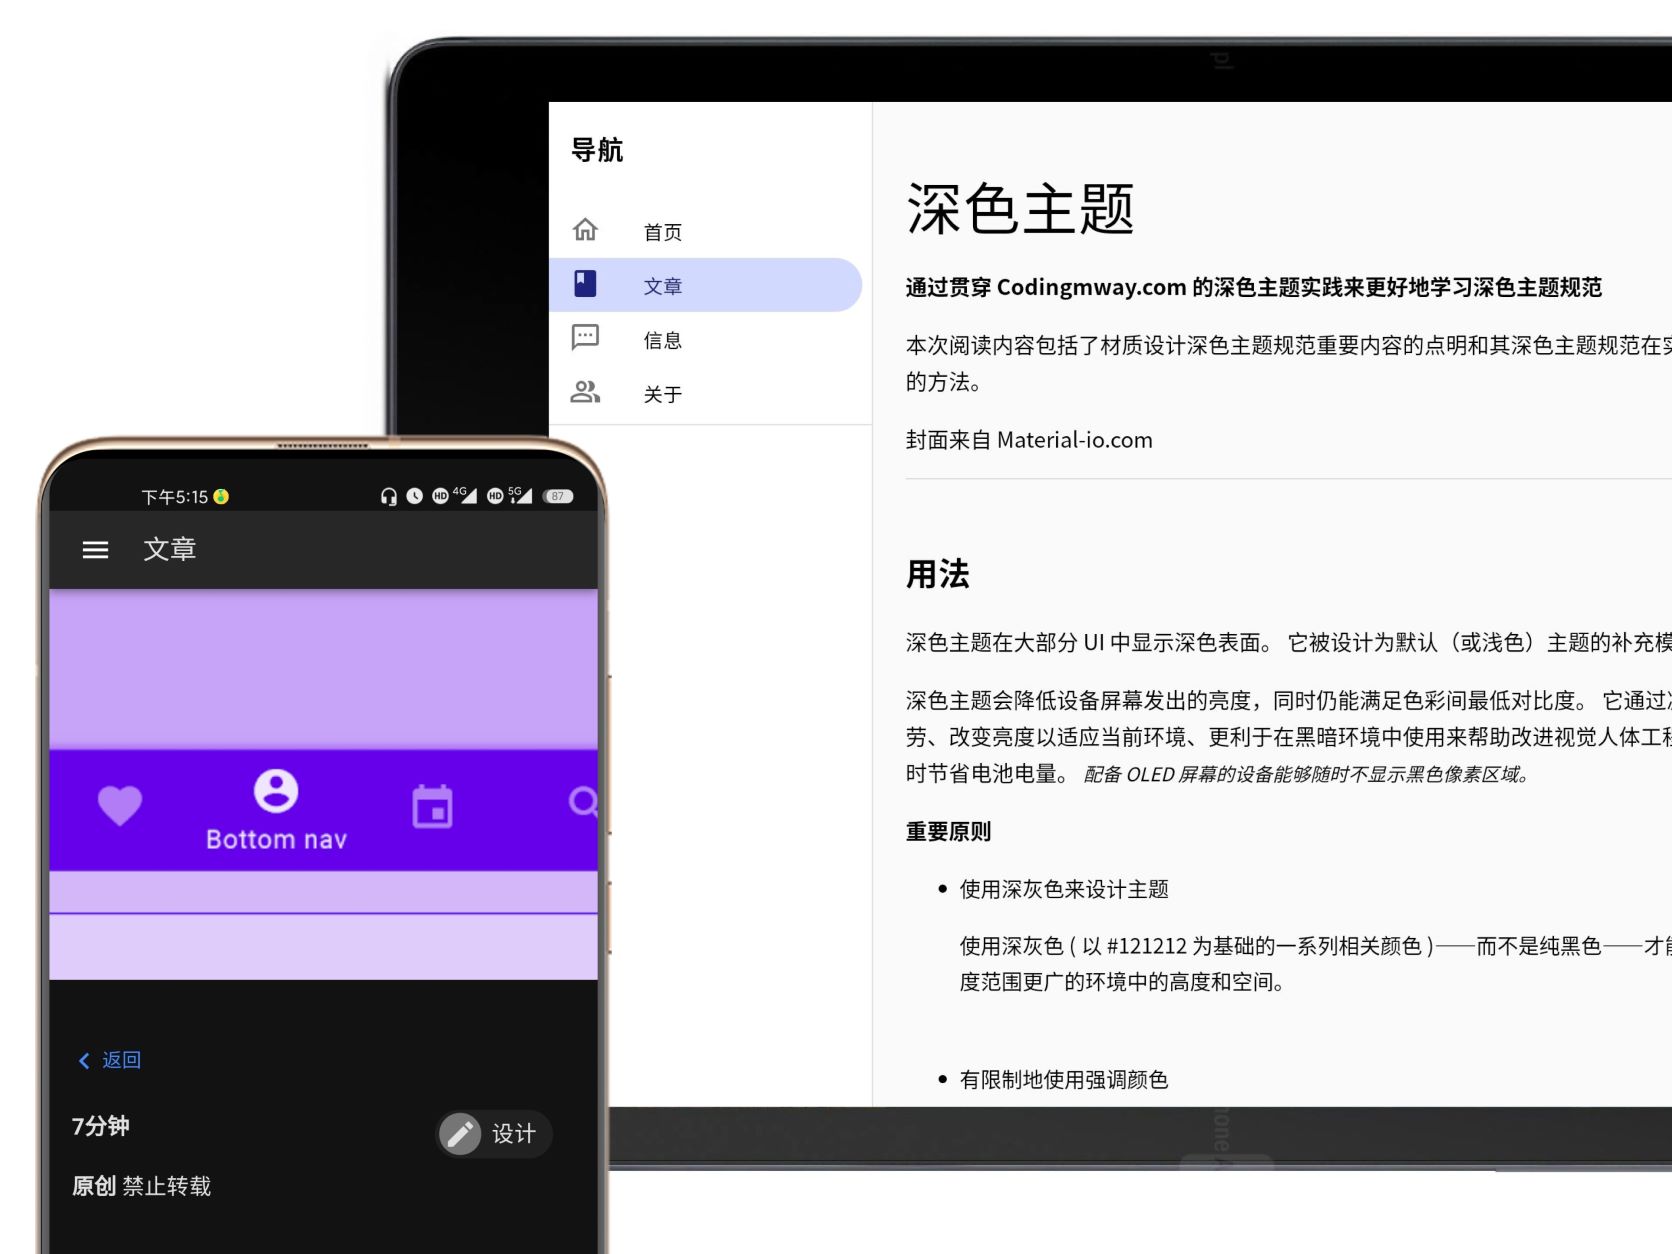 导航
首页
文章
信息
关于
深色主题
通过贯穿 Codingmway.com 的深色主题实践来更好地学习深色主题规范
本次阅读内容包括了材质设计深色主题规范重要内容的点明和其深色主题规范在
的方法。
封面来自 Material-io.com
用法
深色主题在大部分 UI 中显示深色表面。 它被设计为默认（或浅色）主题的补充模
深色主题会降低设备屏幕发出的亮度，同时仍能满足色彩间最低对比度。 它通过
劳、改变亮度以适应当前环境、更利于在黑暗环境中使用来帮助改进视觉人体工程
时节省电池电量。 配备 OLED 屏幕的设备能够随时不显示黑色像素区域。
重要原则
• 使用深灰色来设计主题
使用深灰色 ( 以 #121212 为基础的一系列相关颜色 )——而不是纯黑色——才能
度范围更广的环境中的高度和空间。
• 有限制地使用强调颜色
下午5:15 HD 4G HD 5G 87
文章
Bottom nav
返回
7分钟
设计
原创 禁止转载